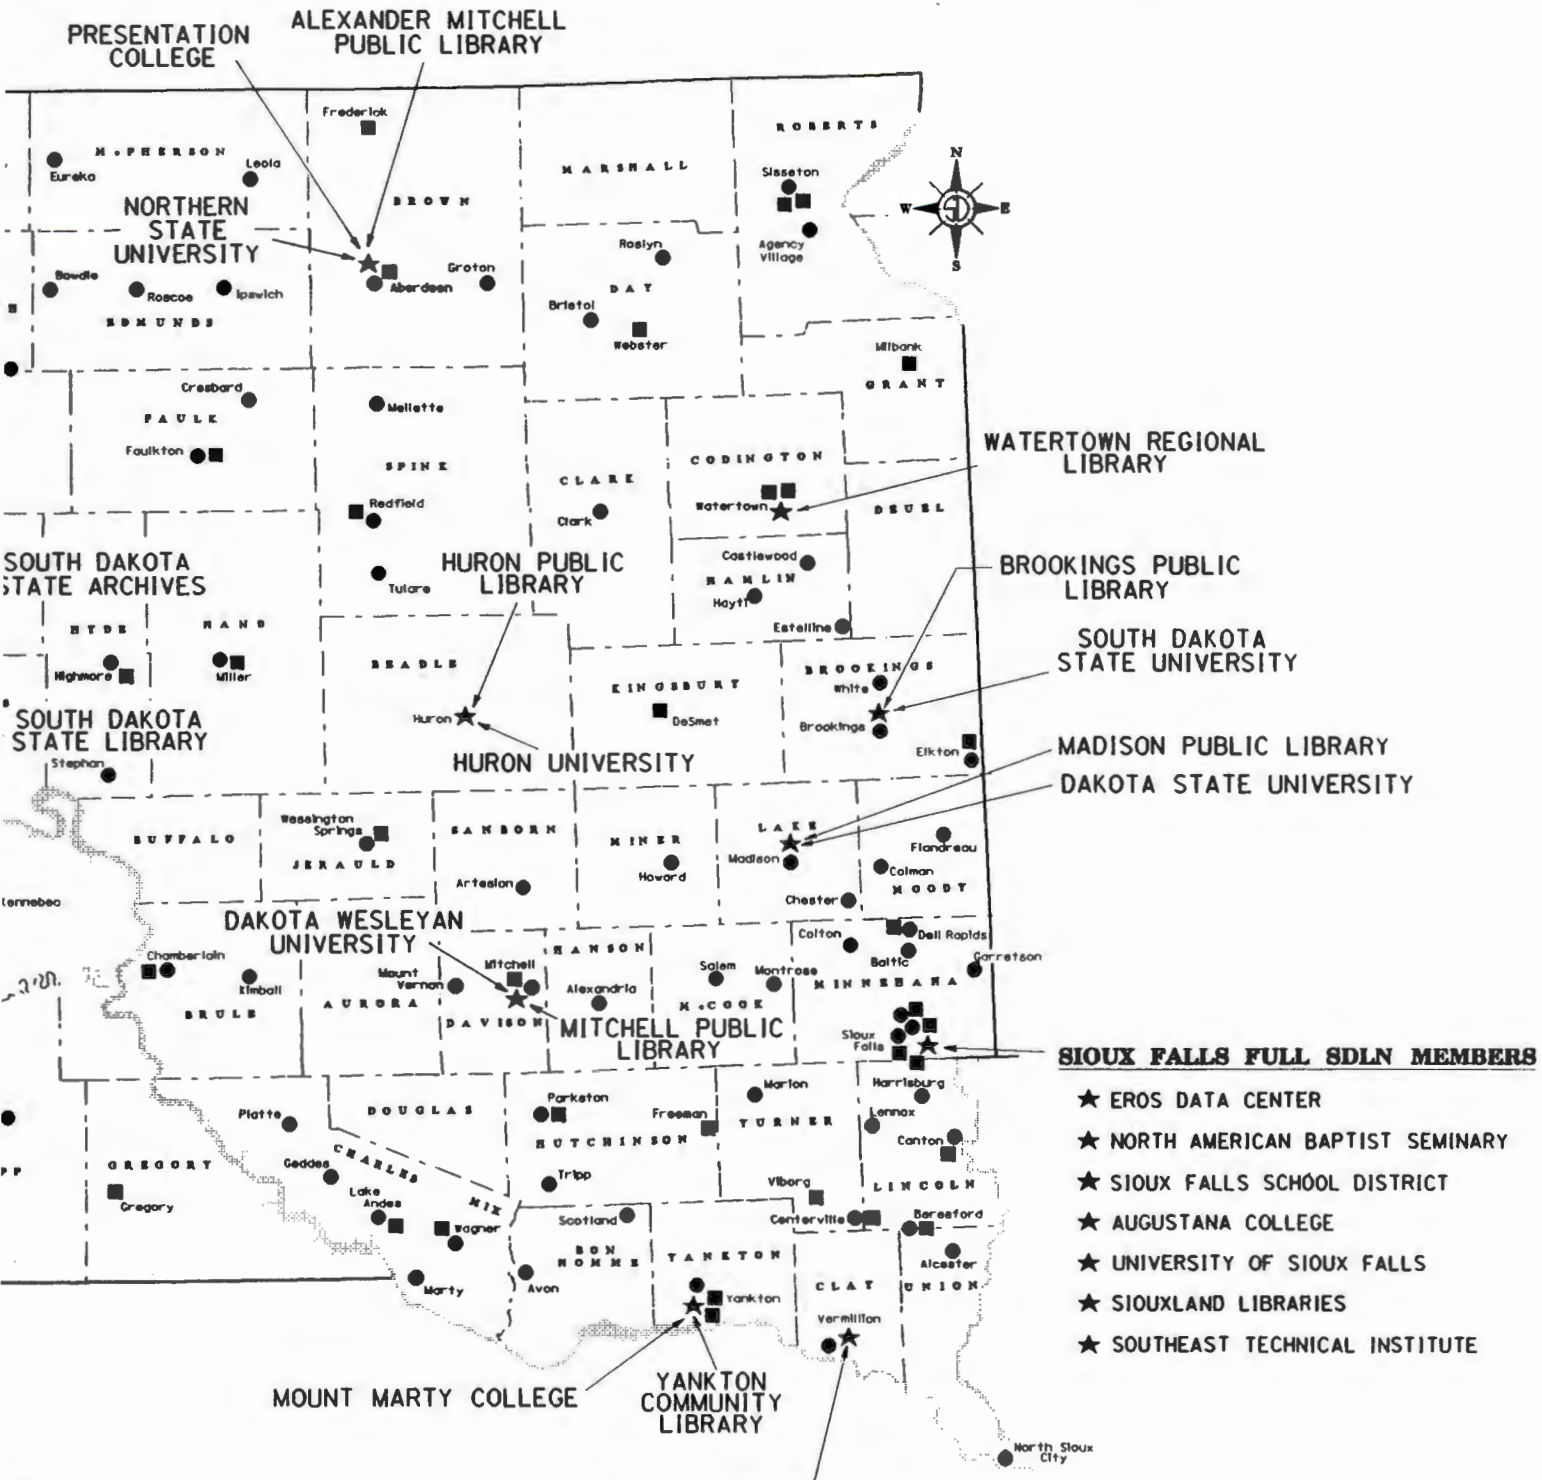 ALEXANDER MITCHELL
PUBLIC LIBRARY
PRESENTATION
COLLEGE
Frederick
ROBERTS
McPHERSON
Eureka
Leola
MARSHALL
Sisseton
N
W
E
S
SD
NORTHERN
STATE
UNIVERSITY
BROWN
Agency
Village
Roslyn
Bowdle
Roscoe
Ipswich
EDMUNDS
Aberdeen
Groton
DAY
Bristol
Webster
Milbank
GRANT
Cresbard
FAULK
Faulkton
Mellette
SPINK
Redfield
Tulare
CLARK
Clark
CODINGTON
Watertown
WATERTOWN REGIONAL
LIBRARY
DEUEL
SOUTH DAKOTA
STATE ARCHIVES
HURON PUBLIC
LIBRARY
Castlewood
HAMLIN
Hayti
Estelline
BROOKINGS PUBLIC
LIBRARY
HYDE
HAND
Highmore
Miller
BEADLE
Huron
KINGSBURY
DeSmet
BROOKINGS
White
Brookings
Elkton
SOUTH DAKOTA
STATE UNIVERSITY
SOUTH DAKOTA
STATE LIBRARY
Stephan
HURON UNIVERSITY
MADISON PUBLIC LIBRARY
DAKOTA STATE UNIVERSITY
BUFFALO
Wessington
Springs
JERAULD
SANBORN
Artesian
MINER
Howard
LAKE
Madison
Chester
Flandreau
Colman
MOODY
Kennebec
DAKOTA WESLEYAN
UNIVERSITY
Chamberlain
Kimball
BRULE
Mount
Vernon
AURORA
Mitchell
DAVISON
HANSON
Alexandria
Salem
McCOOK
Montrose
Colton
Dell Rapids
Baltic
Garretson
MINNEHAHA
MITCHELL PUBLIC
LIBRARY
Sioux
Falls
SIOUX FALLS FULL SDLN MEMBERS
★ EROS DATA CENTER
★ NORTH AMERICAN BAPTIST SEMINARY
★ SIOUX FALLS SCHOOL DISTRICT
★ AUGUSTANA COLLEGE
★ UNIVERSITY OF SIOUX FALLS
★ SIOUXLAND LIBRARIES
★ SOUTHEAST TECHNICAL INSTITUTE
Platte
DOUGLAS
Parkston
Freeman
HUTCHINSON
Tripp
Marion
TURNER
Harrisburg
Lennox
Canton
LINCOLN
PP
GREGORY
Gregory
Geddes
CHARLES
MIX
Lake
Andes
Wagner
Marty
Viborg
Centerville
Beresford
Scotland
BON
HOMME
Avon
YANKTON
Yankton
CLAY
Vermillion
Alcester
UNION
MOUNT MARTY COLLEGE
YANKTON
COMMUNITY
LIBRARY
North Sioux
City